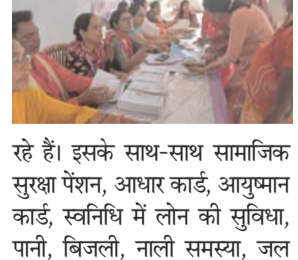 रहे हैं। इसके साथ-साथ सामाजिक
सुरक्षा पेंशन, आधार कार्ड, आयुष्मान
कार्ड, स्वनिधि में लोन की सुविधा,
पानी, बिजली, नाली समस्या, जल